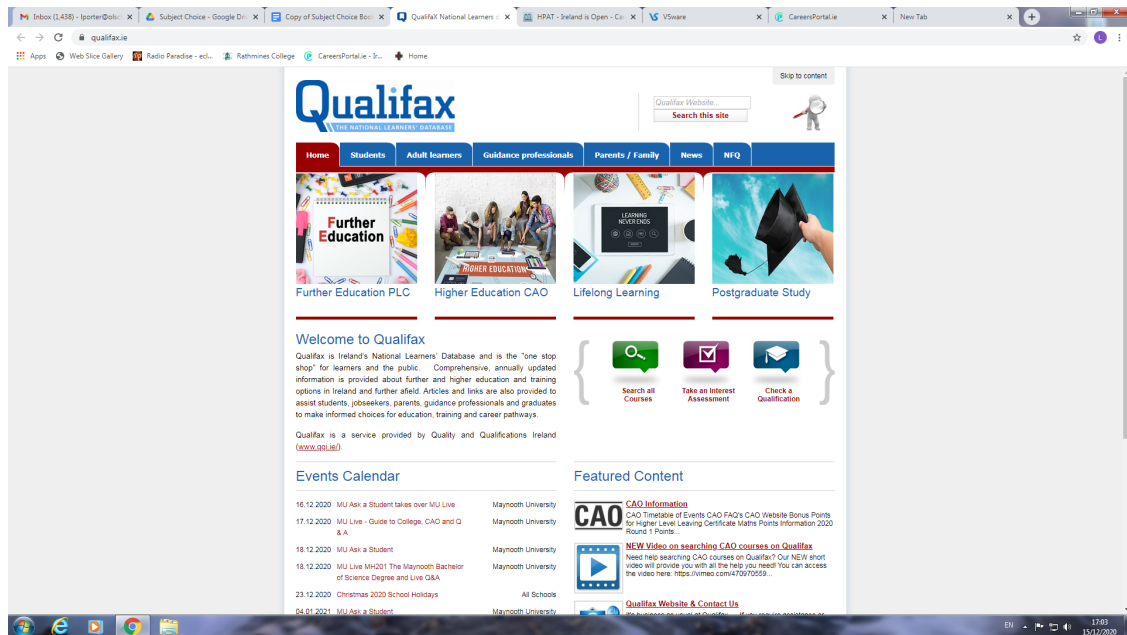 Inbox (1,438) - lporter@olsc
Subject Choice - Google Driv
Copy of Subject Choice Book
QualifaX National Learners d
HPAT - Ireland is Open - Car
VSware
CareersPortal.ie
New Tab
qualifax.ie
L
Apps
Web Slice Gallery
Radio Paradise - ecl...
Rathmines College
CareersPortal.ie - Ir...
Home
Skip to content
Qualifax
THE NATIONAL LEARNERS' DATABASE
Qualifax Website...
Search this site
Home
Students
Adult learners
Guidance professionals
Parents / Family
News
NFQ
Further
Education
HIGHER EDUCATION
LEARNING
NEVER ENDS
Further Education PLC
Higher Education CAO
Lifelong Learning
Postgraduate Study
Welcome to Qualifax
Qualifax is Ireland's National Learners' Database and is the "one stop
shop" for learners and the public. Comprehensive, annually updated
information is provided about further and higher education and training
options in Ireland and further afield. Articles and links are also provided to
assist students, jobseekers, parents, guidance professionals and graduates
to make informed choices for education, training and career pathways.
Qualifax is a service provided by Quality and Qualifications Ireland
(www.qqi.ie/).
Search all
Courses
Take an Interest
Assessment
Check a
Qualification
Events Calendar
16.12.2020 MU Ask a Student takes over MU Live Maynooth University
17.12.2020 MU Live - Guide to College, CAO and Q Maynooth University
& A
18.12.2020 MU Ask a Student Maynooth University
18.12.2020 MU Live MH201 The Maynooth Bachelor Maynooth University
of Science Degree and Live Q&A
23.12.2020 Christmas 2020 School Holidays All Schools
04.01.2021 MU Ask a Student Maynooth University
Featured Content
CAO
CAO Information
CAO Timetable of Events CAO FAQ's CAO Website Bonus Points
for Higher Level Leaving Certificate Maths Points Information 2020
Round 1 Points...
NEW Video on searching CAO courses on Qualifax
Need help searching CAO courses on Qualifax? Our NEW short
video will provide you with all the help you need! You can access
the video here: https://vimeo.com/470970559...
Qualifax Website & Contact Us
It's business as usual at Qualifax. If you require assistance or
EN
17:03
15/12/2020